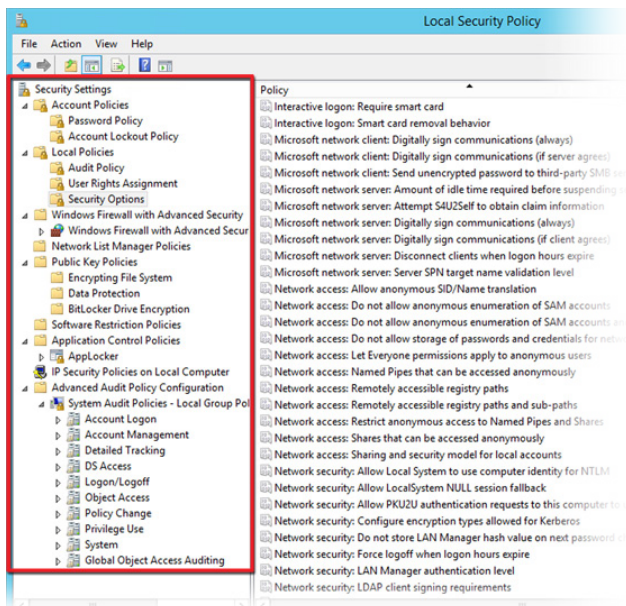 Local Security Policy
File Action View Help
Security Settings
Account Policies
Password Policy
Account Lockout Policy
Local Policies
Audit Policy
User Rights Assignment
Security Options
Windows Firewall with Advanced Security
Windows Firewall with Advanced Secur
Network List Manager Policies
Public Key Policies
Encrypting File System
Data Protection
BitLocker Drive Encryption
Software Restriction Policies
Application Control Policies
AppLocker
IP Security Policies on Local Computer
Advanced Audit Policy Configuration
System Audit Policies - Local Group Pol
Account Logon
Account Management
Detailed Tracking
DS Access
Logon/Logoff
Object Access
Policy Change
Privilege Use
System
Global Object Access Auditing
Policy
Interactive logon: Require smart card
Interactive logon: Smart card removal behavior
Microsoft network client: Digitally sign communications (always)
Microsoft network client: Digitally sign communications (if server agrees)
Microsoft network client: Send unencrypted password to third-party SMB
Microsoft network server: Amount of idle time required before suspending
Microsoft network server: Attempt S4U2Self to obtain claim information
Microsoft network server: Digitally sign communications (always)
Microsoft network server: Digitally sign communications (if client agrees)
Microsoft network server: Disconnect clients when logon hours expire
Microsoft network server: Server SPN target name validation level
Network access: Allow anonymous SID/Name translation
Network access: Do not allow anonymous enumeration of SAM accounts
Network access: Do not allow anonymous enumeration of SAM accounts
Network access: Do not allow storage of passwords and credentials for
Network access: Let Everyone permissions apply to anonymous users
Network access: Named Pipes that can be accessed anonymously
Network access: Remotely accessible registry paths
Network access: Remotely accessible registry paths and sub-paths
Network access: Restrict anonymous access to Named Pipes and Shares
Network access: Shares that can be accessed anonymously
Network access: Sharing and security model for local accounts
Network security: Allow Local System to use computer identity for NTLM
Network security: Allow LocalSystem NULL session fallback
Network security: Allow PKU2U authentication requests to this computer to
Network security: Configure encryption types allowed for Kerberos
Network security: Do not store LAN Manager hash value on next password
Network security: Force logoff when logon hours expire
Network security: LAN Manager authentication level
Network security: LDAP client signing requirements